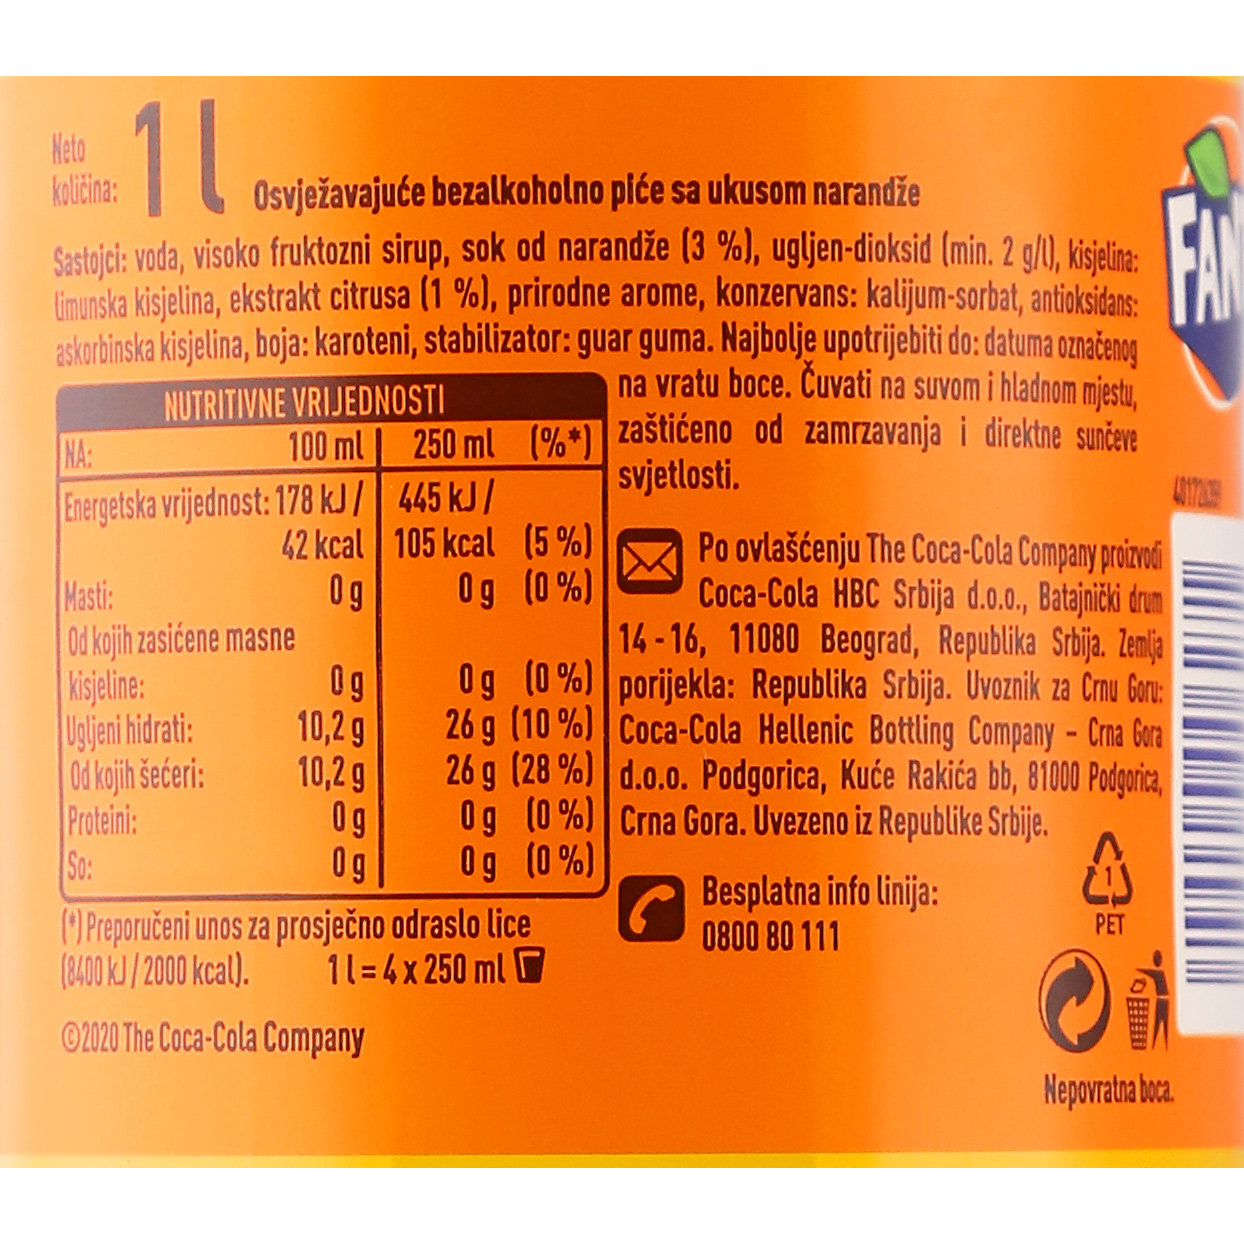 Neto
količina:
1 l
Osvježavajuće bezalkoholno piće sa ukusom narandže
Sastojci: voda, visoko fruktozni sirup, sok od narandže (3 %), ugljen-dioksid (min. 2 g/l), kisjelina:
limunska kisjelina, ekstrakt citrusa (1 %), prirodne arome, konzervans: kalijum-sorbat, antioksidans:
askorbinska kisjelina, boja: karoteni, stabilizator: guar guma. Najbolje upotrijebiti do: datuma označenog
na vratu boce. Čuvati na suvom i hladnom mjestu,
zaštićeno od zamrzavanja i direktne sunčeve
svjetlosti.
NUTRITIVNE VRIJEDNOSTI
NA: 100 ml 250 ml (%*)
Energetska vrijednost: 178 kJ / 445 kJ /
42 kcal 105 kcal (5 %)
Masti: 0 g 0 g (0 %)
Od kojih zasićene masne
kisjeline: 0 g 0 g (0 %)
Ugljeni hidrati: 10,2 g 26 g (10 %)
Od kojih šećeri: 10,2 g 26 g (28 %)
Proteini: 0 g 0 g (0 %)
So: 0 g 0 g (0 %)
(*) Preporučeni unos za prosječno odraslo lice
(8400 kJ / 2000 kcal). 1 l = 4 x 250 ml
©2020 The Coca-Cola Company
Po ovlašćenju The Coca-Cola Company proizvodi
Coca-Cola HBC Srbija d.o.o., Batajnički drum
14 - 16, 11080 Beograd, Republika Srbija. Zemlja
porijekla: Republika Srbija. Uvoznik za Crnu Goru:
Coca-Cola Hellenic Bottling Company – Crna Gora
d.o.o. Podgorica, Kuće Rakića bb, 81000 Podgorica,
Crna Gora. Uvezeno iz Republike Srbije.
Besplatna info linija:
0800 80 111
1
PET
Nepovratna boca.
FAN